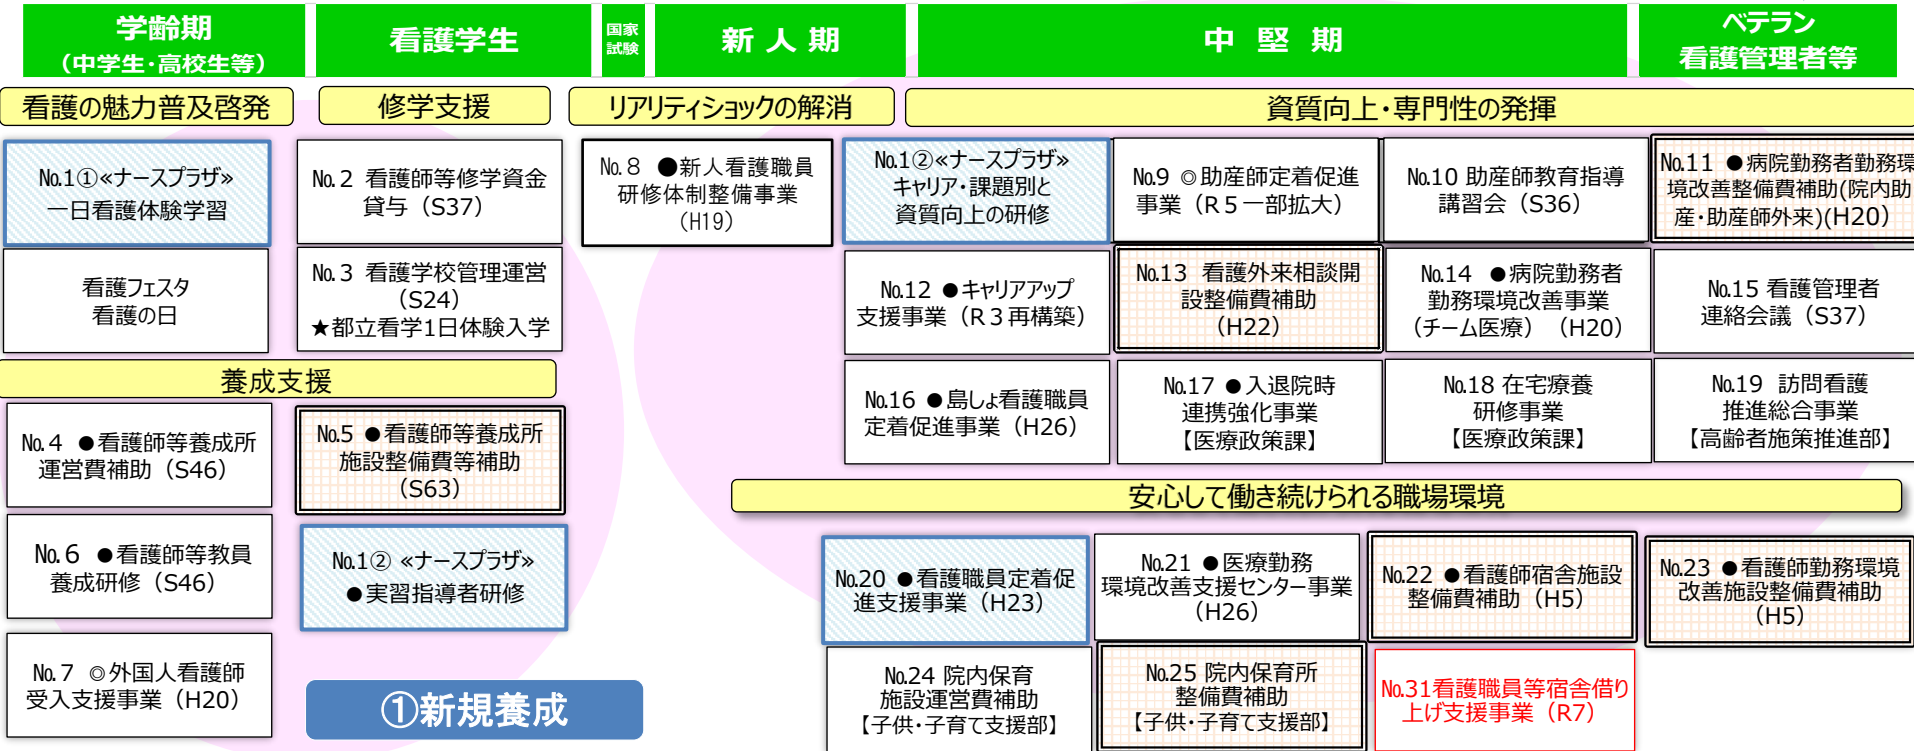 学齢期
（中学生・高校生等）
看護学生
国家
試験
新人期
中堅期
ベテラン
看護管理者等
看護の魅力普及啓発
修学支援
リアリティショックの解消
資質向上・専門性の発揮
No.1①≪ナースプラザ≫
一日看護体験学習
No.2 看護師等修学資金
貸与（S37）
No.8 ●新人看護職員
研修体制整備事業
（H19）
No.1②≪ナースプラザ≫
キャリア・課題別と
資質向上の研修
No.9 ◎助産師定着促進
事業（R５一部拡大）
No.10 助産師教育指導
講習会（S36）
No.11 ●病院勤務者勤務環
境改善整備費補助(院内助
産・助産師外来)(H20)
看護フェスタ
看護の日
No.3 看護学校管理運営
（S24）
★都立看学1日体験入学
No.12 ●キャリアアップ
支援事業（R３再構築）
No.13 看護外来相談開
設整備費補助
（H22）
No.14 ●病院勤務者
勤務環境改善事業
（チーム医療）（H20）
No.15 看護管理者
連絡会議（S37）
養成支援
No.16 ●島しょ看護職員
定着促進事業（H26）
No.17 ●入退院時
連携強化事業
【医療政策課】
No.18 在宅療養
研修事業
【医療政策課】
No.19 訪問看護
推進総合事業
【高齢者施策推進部】
No.4 ●看護師等養成所
運営費補助（S46）
No.5 ●看護師等養成所
施設整備費等補助
（S63）
安心して働き続けられる職場環境
No.6 ●看護師等教員
養成研修（S46）
No.1② ≪ナースプラザ≫
●実習指導者研修
No.20 ●看護職員定着促
進支援事業（H23）
No.21 ●医療勤務
環境改善支援センター事業
（H26）
No.22 ●看護師宿舎施設
整備費補助（H5）
No.23 ●看護師勤務環境
改善施設整備費補助
（H5）
No.7 ◎外国人看護師
受入支援事業（H20）
①新規養成
No.24 院内保育
施設運営費補助
【子供・子育て支援部】
No.25 院内保育所
整備費補助
【子供・子育て支援部】
No.31看護職員等宿舎借り
上げ支援事業（R7）